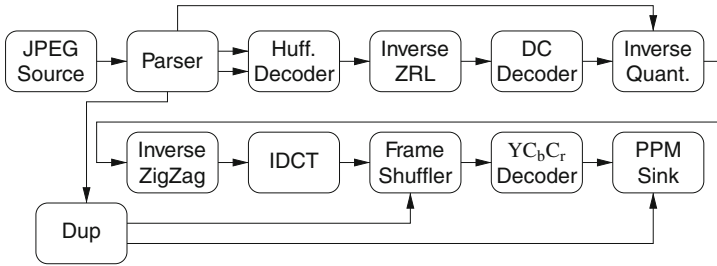 JPEG
Source
Parser
Huff.
Decoder
Inverse
ZRL
DC
Decoder
Inverse
Quant.
Inverse
ZigZag
IDCT
Frame
Shuffler
YCbCr
Decoder
PPM
Sink
Dup